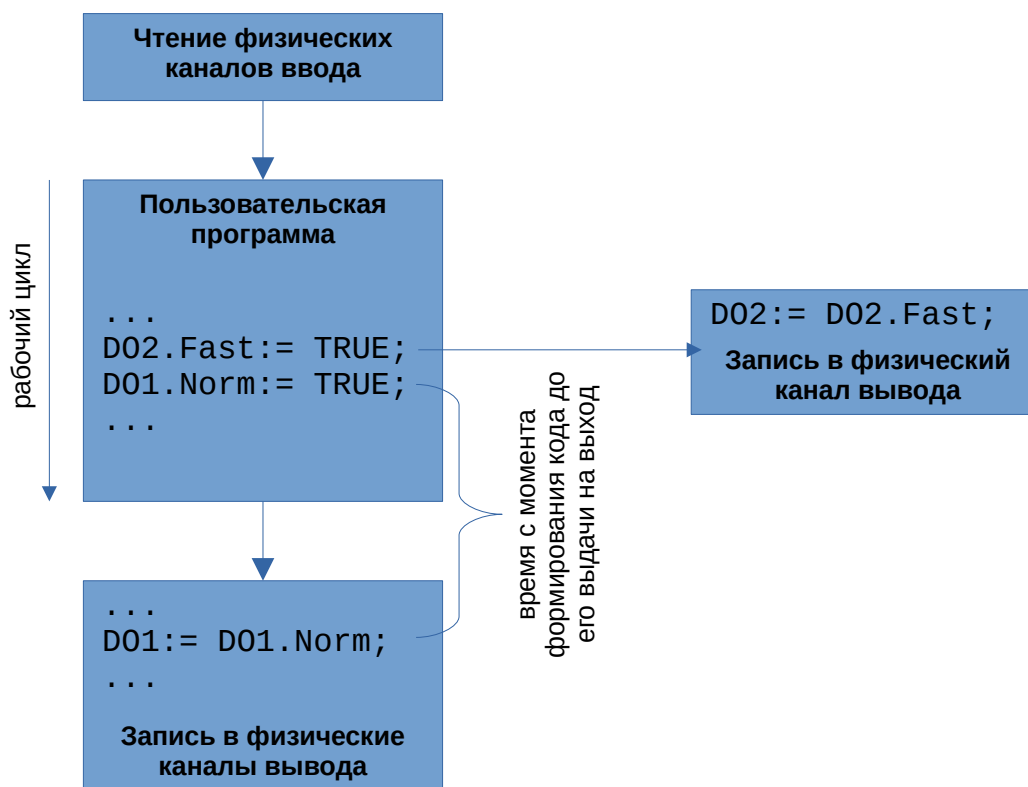 Чтение физических
каналов ввода
рабочий цикл
Пользовательская
программа
...
DO2.Fast:= TRUE;
DO1.Norm:= TRUE;
...
DO2:= DO2.Fast;
Запись в физический
канал вывода
время с момента
формирования кода до
его выдачи на выход
...
DO1:= DO1.Norm;
...
Запись в физические
каналы вывода